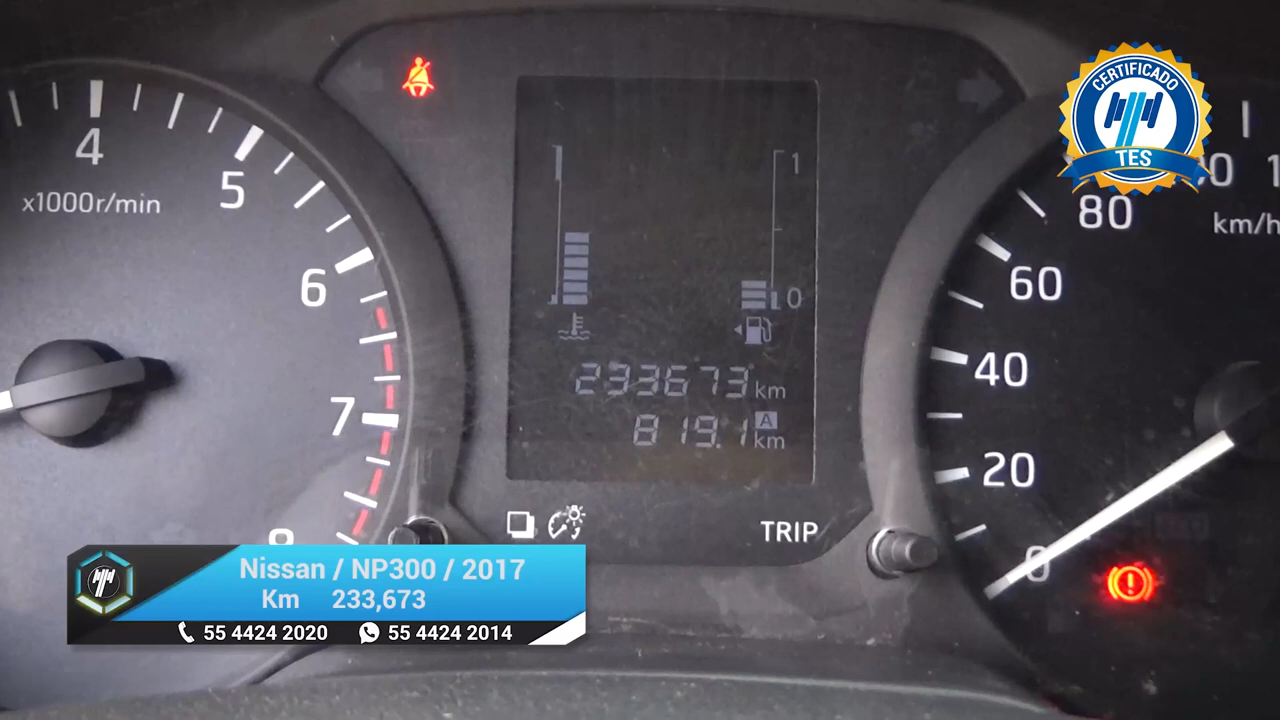 CERTIFICADO
TES
4
5
x1000r/min
6
7
8
1
0
233673 km
A
819.1 km
TRIP
80
km/h
60
40
20
0
Nissan / NP300 / 2017
Km 233,673
55 4424 2020 55 4424 2014